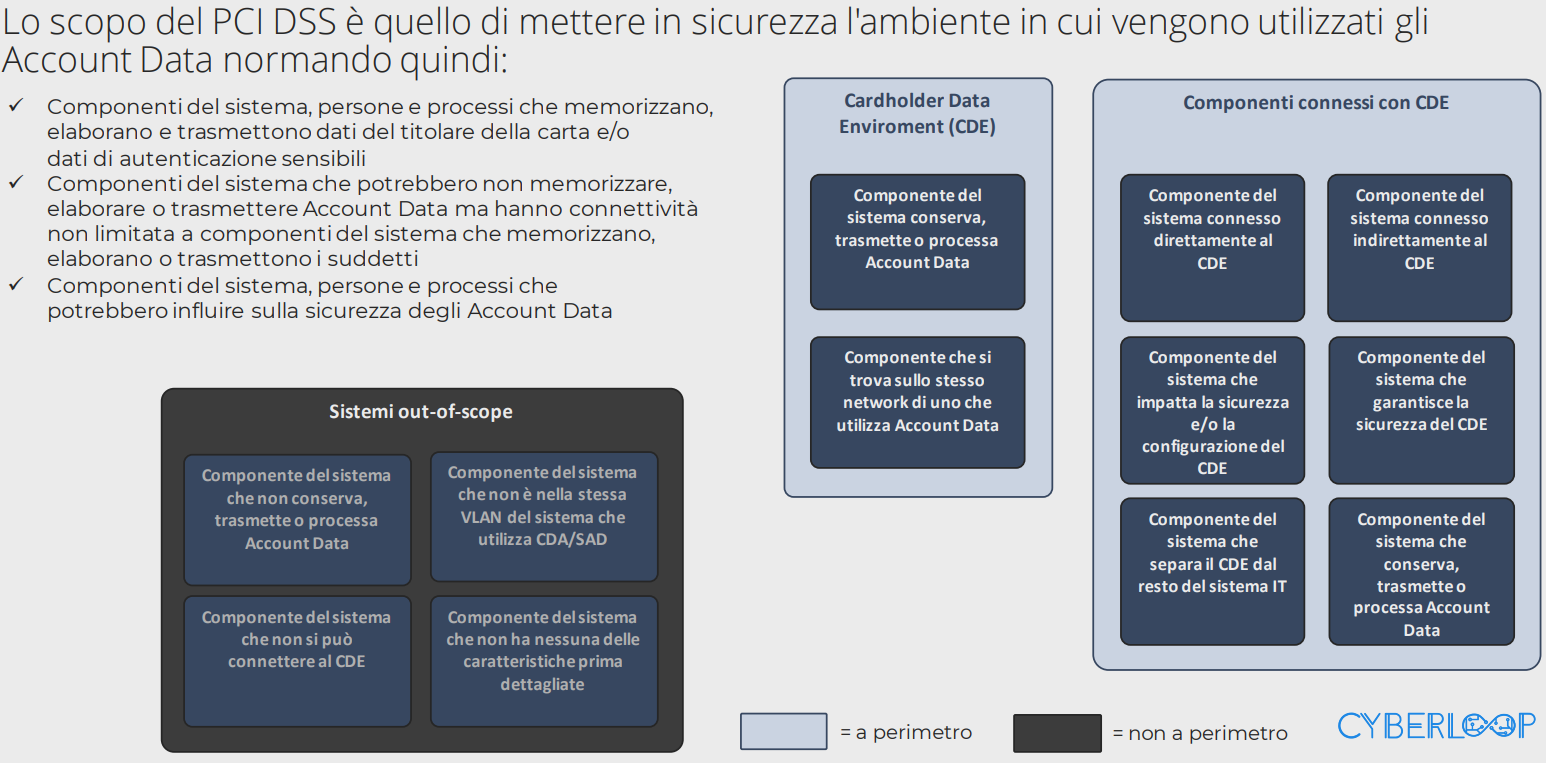 Lo scopo del PCI DSS è quello di mettere in sicurezza l'ambiente in cui vengono utilizzati gli
Account Data normando quindi:
✓ Componenti del sistema, persone e processi che memorizzano,
elaborano e trasmettono dati del titolare della carta e/o
dati di autenticazione sensibili
✓ Componenti del sistema che potrebbero non memorizzare,
elaborare o trasmettere Account Data ma hanno connettività
non limitata a componenti del sistema che memorizzano,
elaborano o trasmettono i suddetti
✓ Componenti del sistema, persone e processi che
potrebbero influire sulla sicurezza degli Account Data
Cardholder Data
Enviroment (CDE)
Componente del
sistema conserva,
trasmette o processa
Account Data
Componente che si
trova sullo stesso
network di uno che
utilizza Account Data
Componenti connessi con CDE
Componente del
sistema connesso
direttamente al
CDE
Componente del
sistema connesso
indirettamente al
CDE
Componente del
sistema che
impatta la sicurezza
e/o la
configurazione del
CDE
Componente del
sistema che
garantisce la
sicurezza del CDE
Componente del
sistema che
separa il CDE dal
resto del sistema IT
Componente del
sistema che
conserva,
trasmette o
processa Account
Data
Sistemi out-of-scope
Componente del sistema
che non conserva,
trasmette o processa
Account Data
Componente del sistema
che non è nella stessa
VLAN del sistema che
utilizza CDA/SAD
Componente del sistema
che non si può
connettere al CDE
Componente del sistema
che non ha nessuna delle
caratteristiche prima
dettagliate
= a perimetro
= non a perimetro
CYBERLOOP